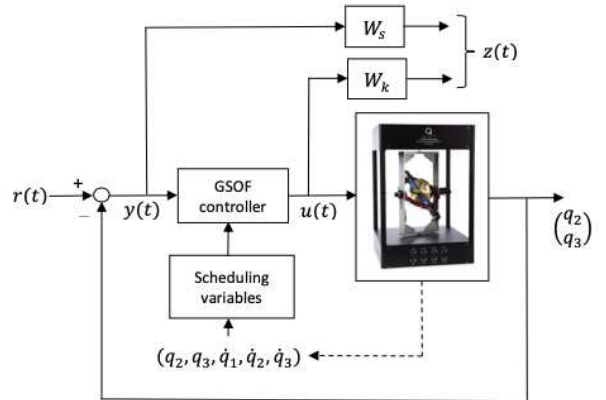 W_s
z(t)
W_k
r(t)
+
−
y(t)
GSOF
controller
u(t)
(q_2
q_3)
Scheduling
variables
(q_2, q_3, q̇_1, q̇_2, q̇_3)